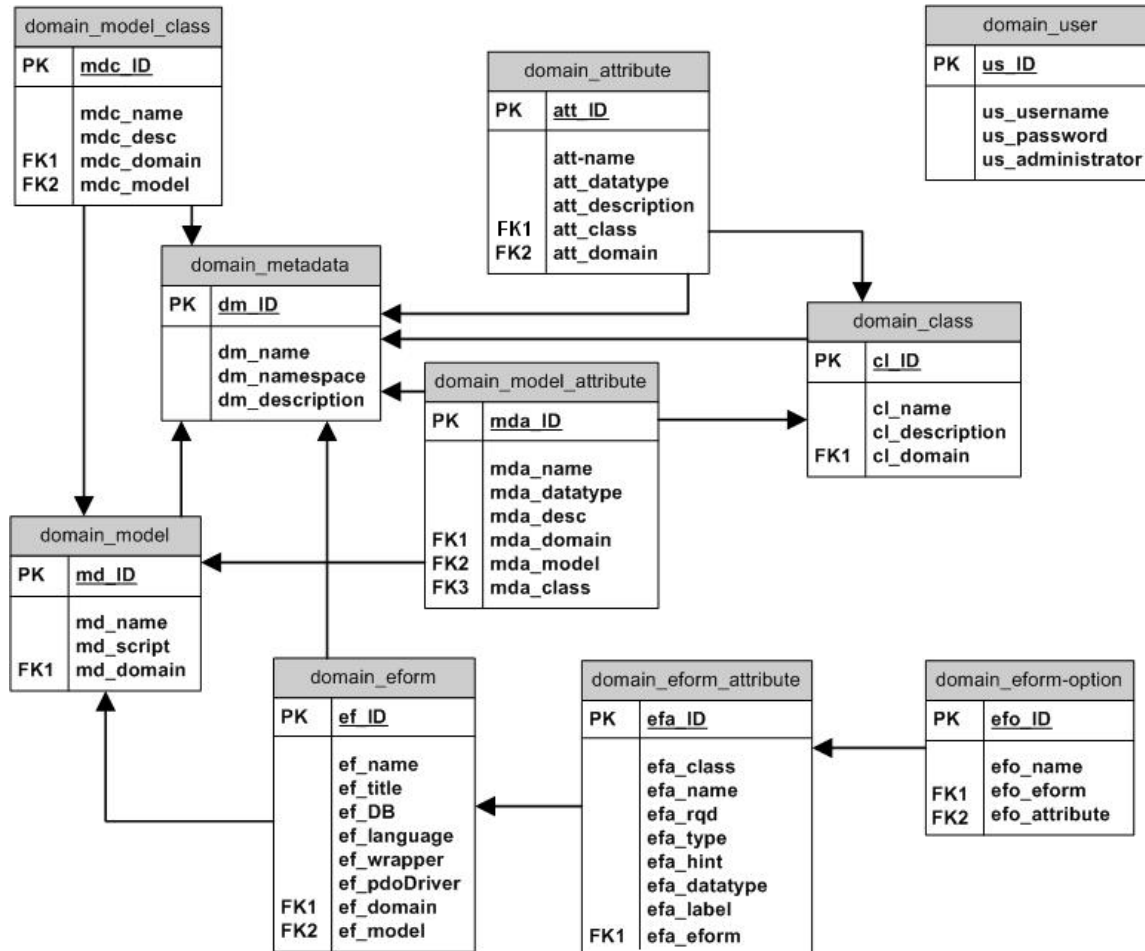 domain_model_class
PK mdc_ID
mdc_name
mdc_desc
FK1 mdc_domain
FK2 mdc_model
domain_attribute
PK att_ID
att-name
att_datatype
att_description
FK1 att_class
FK2 att_domain
domain_user
PK us_ID
us_username
us_password
us_administrator
domain_metadata
PK dm_ID
dm_name
dm_namespace
dm_description
domain_class
PK cl_ID
cl_name
cl_description
FK1 cl_domain
domain_model_attribute
PK mda_ID
mda_name
mda_datatype
mda_desc
FK1 mda_domain
FK2 mda_model
FK3 mda_class
domain_model
PK md_ID
md_name
md_script
FK1 md_domain
domain_eform
PK ef_ID
ef_name
ef_title
ef_DB
ef_language
ef_wrapper
ef_pdoDriver
FK1 ef_domain
FK2 ef_model
domain_eform_attribute
PK efa_ID
efa_class
efa_name
efa_rqd
efa_type
efa_hint
efa_datatype
efa_label
FK1 efa_eform
domain_eform-option
PK efo_ID
efo_name
FK1 efo_eform
FK2 efo_attribute